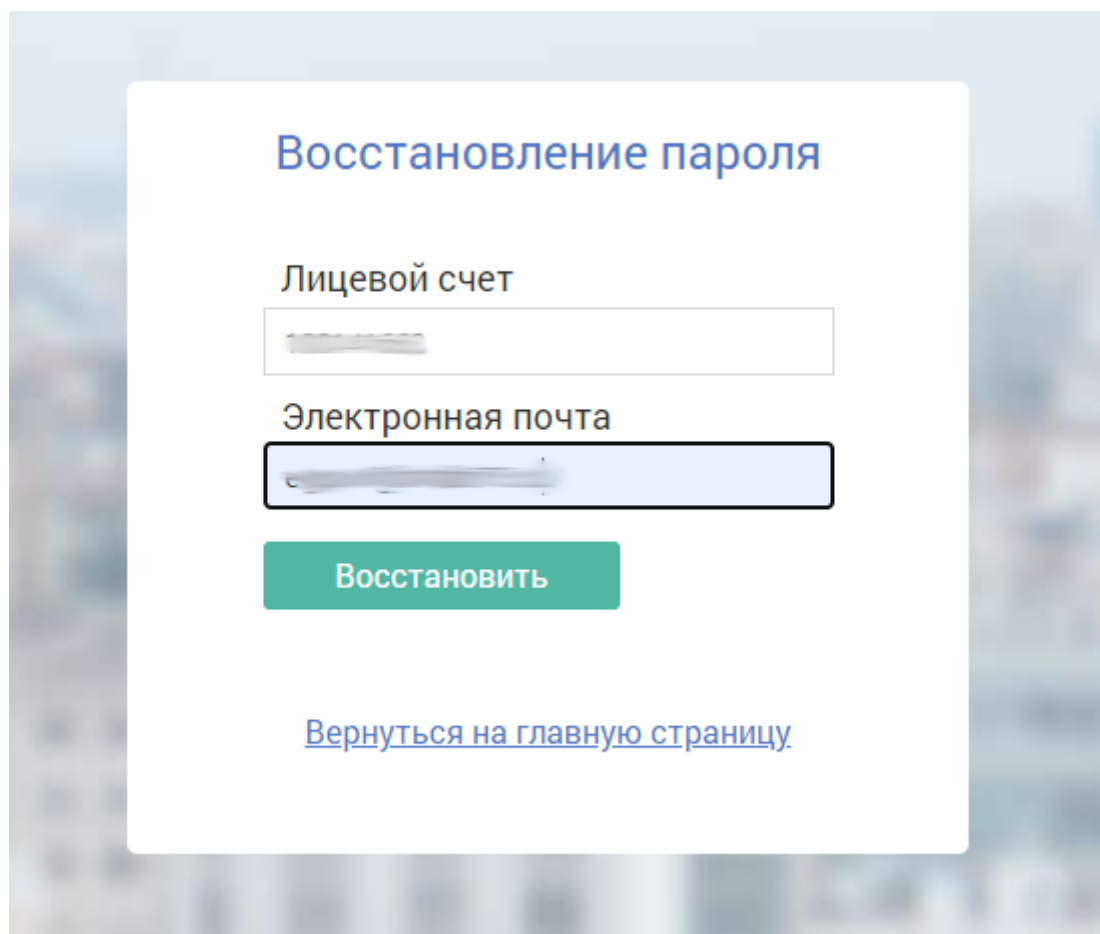 Восстановление пароля
Лицевой счет
Электронная почта
Восстановить
Вернуться на главную страницу